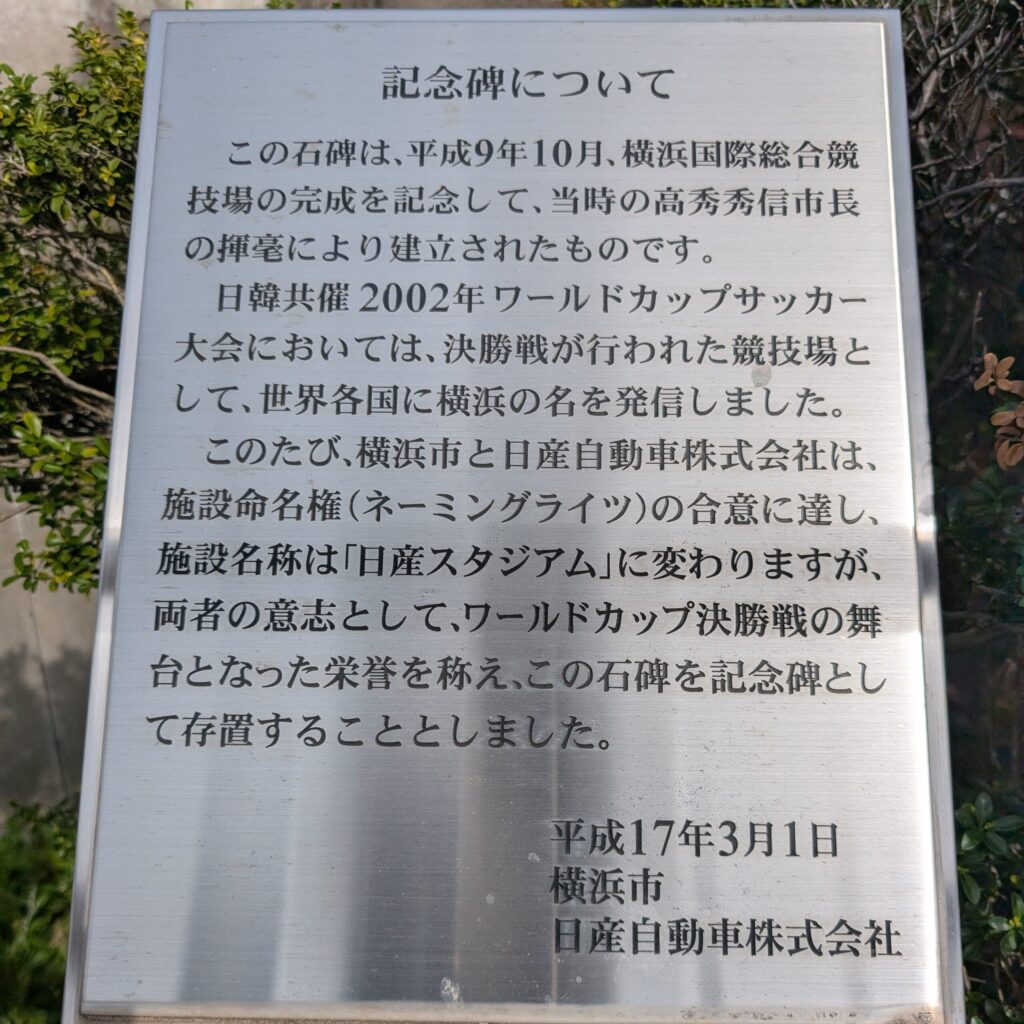 記念碑について
この石碑は、平成9年10月、横浜国際総合競
技場の完成を記念して、当時の高秀秀信市長
の揮毫により建立されたものです。
日韓共催2002年ワールドカップサッカー
大会においては、決勝戦が行われた競技場と
して、世界各国に横浜の名を発信しました。
このたび、横浜市と日産自動車株式会社は、
施設命名権(ネーミングライツ)の合意に達し、
施設名称は「日産スタジアム」に変わりますが、
両者の意志として、ワールドカップ決勝戦の舞
台となった栄誉を称え、この石碑を記念碑とし
て存置することとしました。
平成17年3月1日
横浜市
日産自動車株式会社